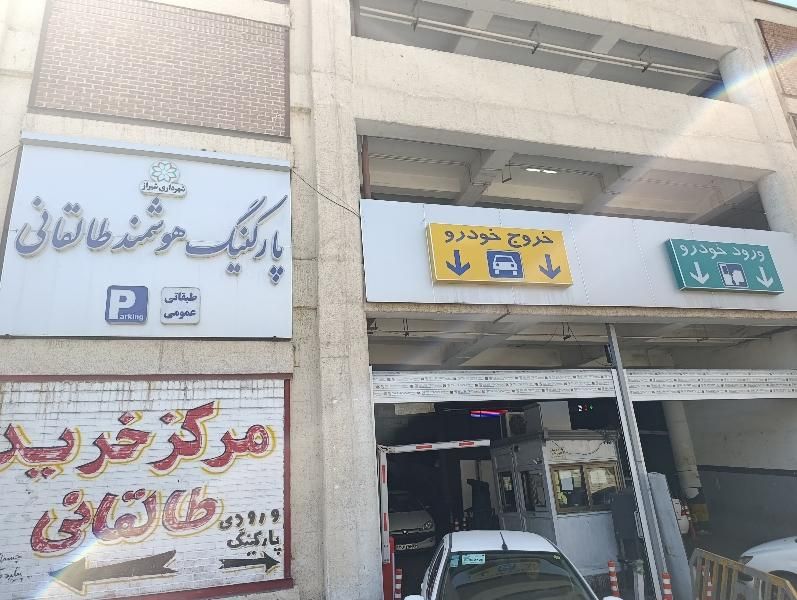 شهرداری شیراز
پارکینگ هوشمند طالقانی
P
Parking
طبقاتی
عمومی
خروج خودرو
ورود خودرو
مرکز خرید
طالقانی
ورودی
پارکینگ